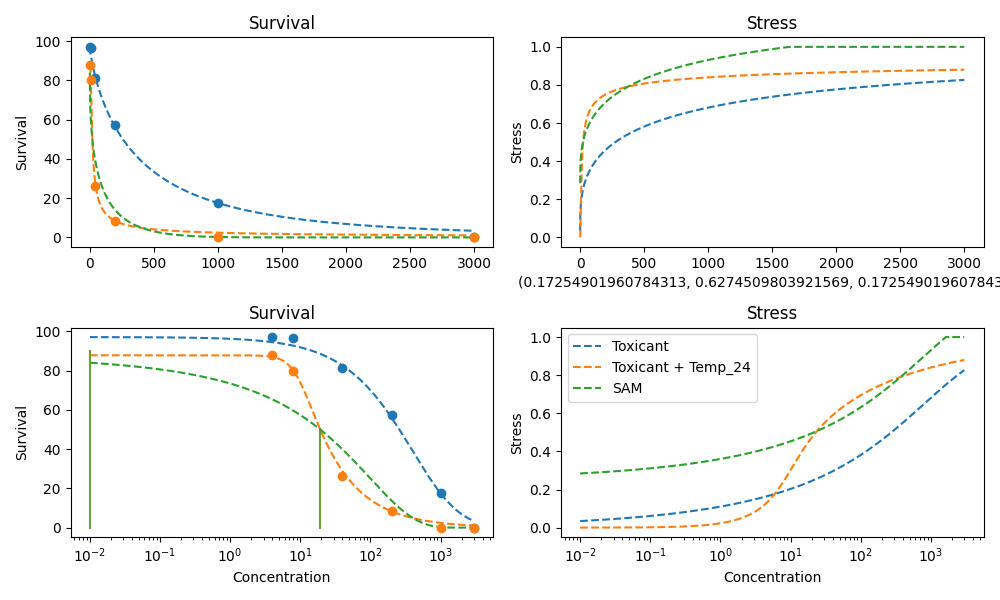 Survival
Stress
100
80
60
40
20
0
Survival
0 500 1000 1500 2000 2500 3000
1.0
0.8
0.6
0.4
0.2
0.0
Stress
0 500 1000 1500 2000 2500 3000
(0.17254901960784313, 0.6274509803921569, 0.172549019607843
Survival
Stress
100
80
60
40
20
0
Survival
10⁻² 10⁻¹ 10⁰ 10¹ 10² 10³
Concentration
1.0
0.8
0.6
0.4
0.2
0.0
Stress
Toxicant
Toxicant + Temp_24
SAM
10⁻² 10⁻¹ 10⁰ 10¹ 10² 10³
Concentration